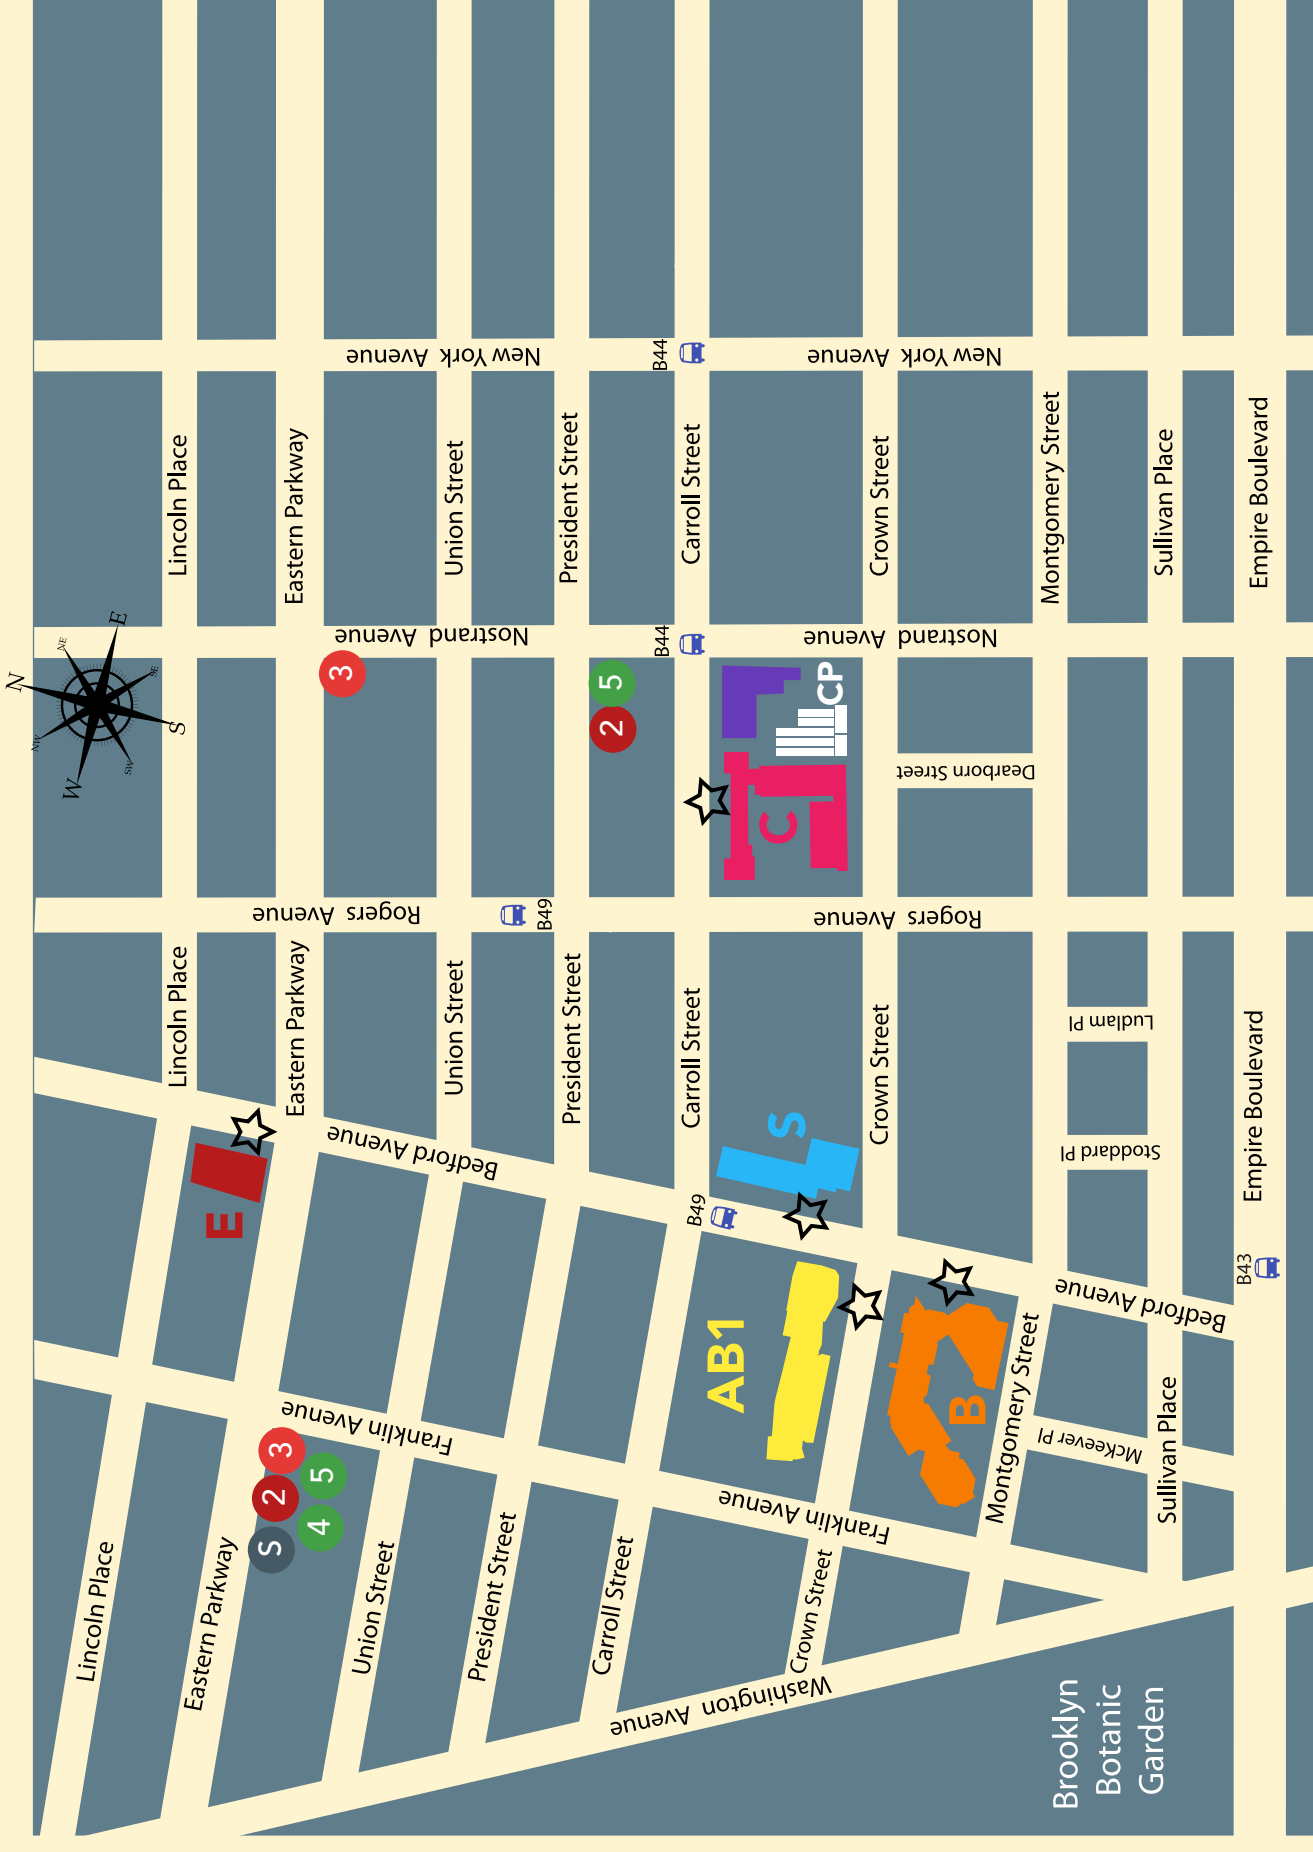 New York Avenue
B44
New York Avenue
Lincoln Place
Eastern Parkway
Union Street
President Street
Carroll Street
Crown Street
Montgomery Street
Sullivan Place
Empire Boulevard
N
NE
E
SE
S
SW
W
NW
Nostrand Avenue
B44
Nostrand Avenue
3
5
2
CP
C
Dearborn Street
Rogers Avenue
B49
Rogers Avenue
Lincoln Place
Eastern Parkway
Union Street
President Street
Carroll Street
Crown Street
Ludlam Pl
Stoddard Pl
Empire Boulevard
S
E
Bedford Avenue
B49
B43
Bedford Avenue
AB1
B
Montgomery Street
McKeever Pl
Sullivan Place
Franklin Avenue
3
2
5
S
4
Franklin Avenue
Lincoln Place
Eastern Parkway
Union Street
President Street
Carroll Street
Crown Street
Washington Avenue
Brooklyn
Botanic
Garden